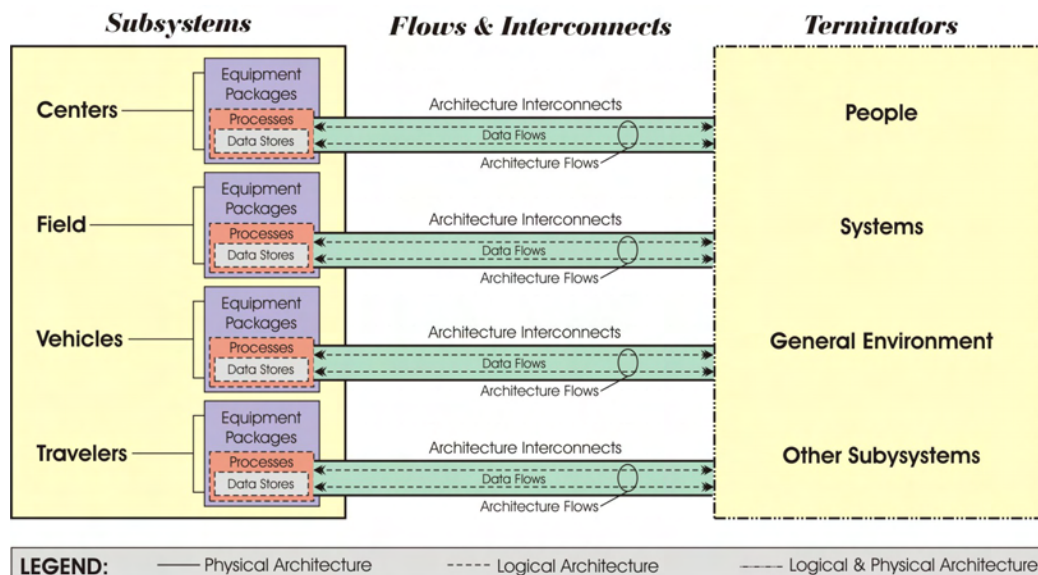 Subsystems
Flows & Interconnects
Terminators
Centers
Equipment
Packages
Processes
Data Stores
Architecture Interconnects
Data Flows
Architecture Flows
People
Field
Equipment
Packages
Processes
Data Stores
Architecture Interconnects
Data Flows
Architecture Flows
Systems
Vehicles
Equipment
Packages
Processes
Data Stores
Architecture Interconnects
Data Flows
Architecture Flows
General Environment
Travelers
Equipment
Packages
Processes
Data Stores
Architecture Interconnects
Data Flows
Architecture Flows
Other Subysystems
LEGEND:
Physical Architecture
Logical Architecture
Logical & Physical Architecture